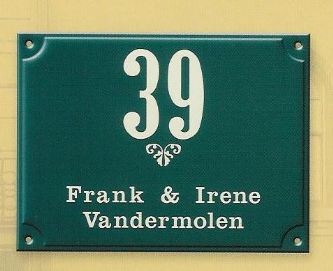 39
Frank & Irene
Vandermolen